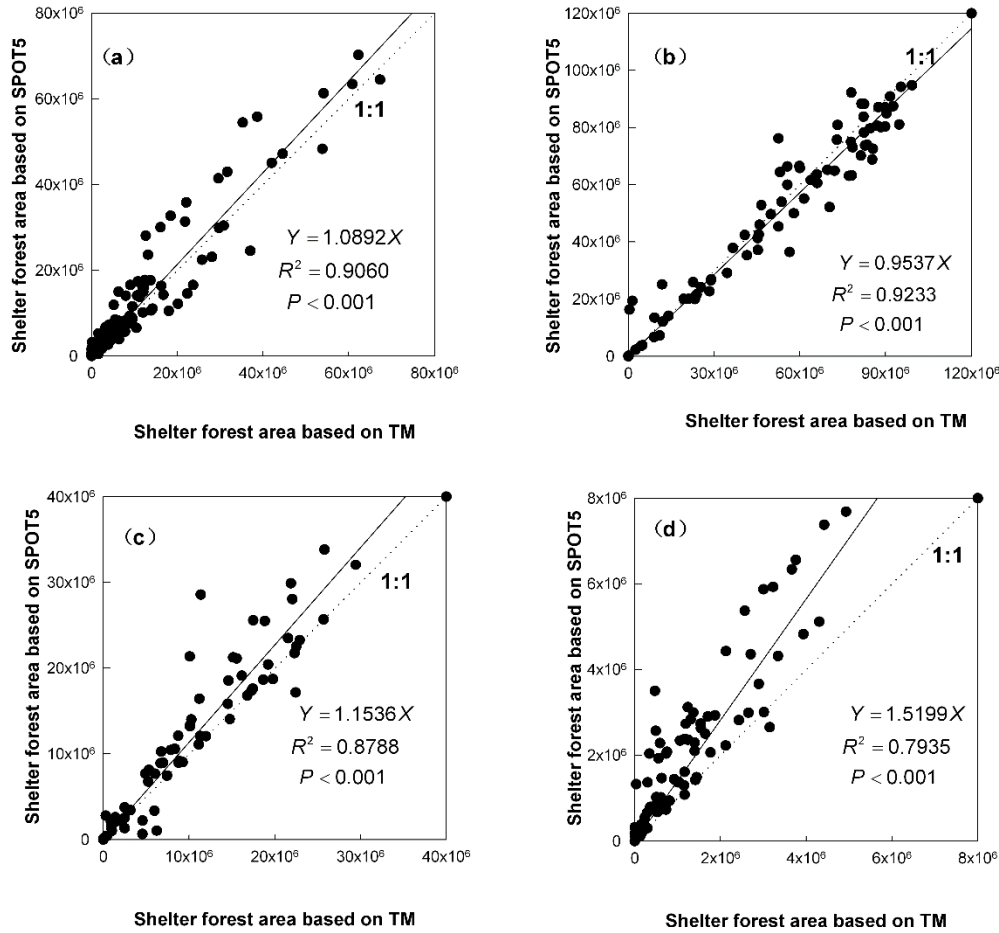 Shelter forest area based on SPOT5
80x10⁶
60x10⁶
40x10⁶
20x10⁶
0
(a)
1:1
Y = 1.0892X
R² = 0.9060
P < 0.001
0 20x10⁶ 40x10⁶ 60x10⁶ 80x10⁶
Shelter forest area based on TM
Shelter forest area based on SPOT5
120x10⁶
100x10⁶
80x10⁶
60x10⁶
40x10⁶
20x10⁶
0
(b)
1:1
Y = 0.9537X
R² = 0.9233
P < 0.001
0 30x10⁶ 60x10⁶ 90x10⁶ 120x10⁶
Shelter forest area based on TM
Shelter forest area based on SPOT5
40x10⁶
30x10⁶
20x10⁶
10x10⁶
0
(c)
1:1
Y = 1.1536X
R² = 0.8788
P < 0.001
0 10x10⁶ 20x10⁶ 30x10⁶ 40x10⁶
Shelter forest area based on TM
Shelter forest area based on SPOT5
8x10⁶
6x10⁶
4x10⁶
2x10⁶
0
(d)
1:1
Y = 1.5199X
R² = 0.7935
P < 0.001
0 2x10⁶ 4x10⁶ 6x10⁶ 8x10⁶
Shelter forest area based on TM